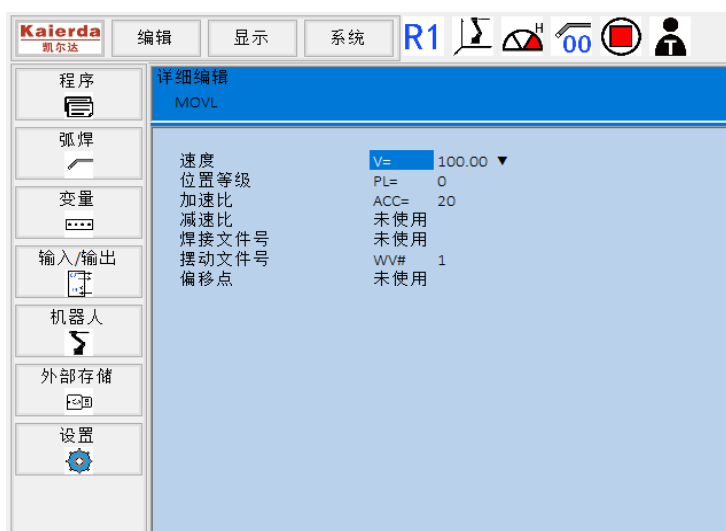 Kaierda
凯尔达
编辑
显示
系统
R1
H
00
T
程序
弧焊
变量
输入/输出
机器人
外部存储
设置
详细编辑
MOVL
速度 V= 100.00 ▼
位置等级 PL= 0
加速比 ACC= 20
减速比 未使用
焊接文件号 未使用
摆动文件号 WV# 1
偏移点 未使用